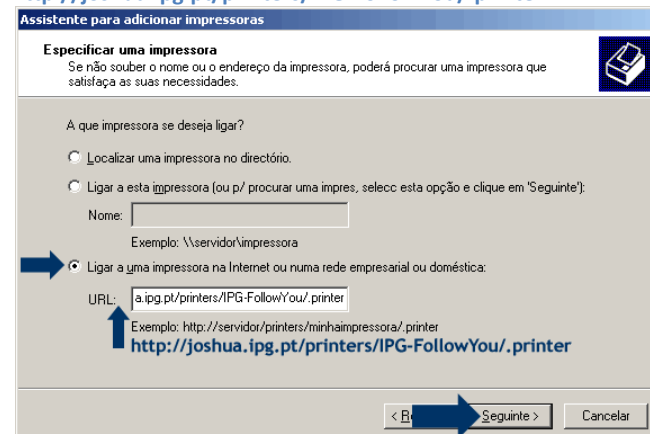 Assistente para adicionar impressoras
Especificar uma impressora
Se não souber o nome ou o endereço da impressora, poderá procurar uma impressora que
satisfaça as suas necessidades.
A que impressora se deseja ligar?
Localizar uma impressora no directório.
Ligar a esta impressora (ou p/ procurar uma impres, selecc esta opção e clique em 'Seguinte'):
Nome:
Exemplo: \\servidor\impressora
Ligar a uma impressora na Internet ou numa rede empresarial ou doméstica:
URL: a.ipg.pt/printers/IPG-FollowYou/.printer
Exemplo: http://servidor/printers/minhaimpressora/.printer
http://joshua.ipg.pt/printers/IPG-FollowYou/.printer
Seguinte > Cancelar